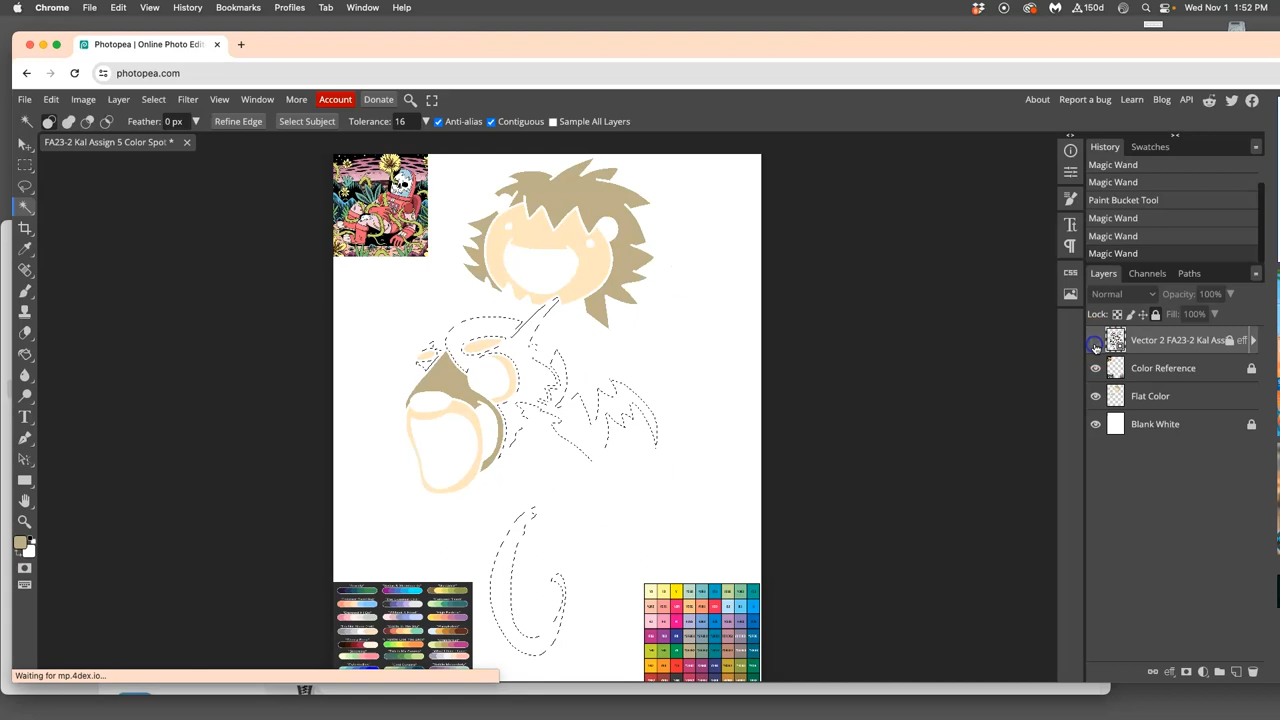 Chrome File Edit View History Bookmarks Profiles Tab Window Help 150d Wed Nov 1 1:52 PM
Photopea | Online Photo Edit
photopea.com
File Edit Image Layer Select Filter View Window More Account Donate About Report a bug Learn Blog API
Feather: 0 px Refine Edge Select Subject Tolerance: 16 Anti-alias Contiguous Sample All Layers
FA23-2 Kal Assign 5 Color Spot *
History Swatches
Magic Wand
Magic Wand
Paint Bucket Tool
Magic Wand
Magic Wand
Magic Wand
Layers Channels Paths
Normal Opacity: 100%
Lock: Fill: 100%
Vector 2 FA23-2 Kal Ass eff
Color Reference
Flat Color
Blank White
CSS
Waiting for mp.4dex.io...
eff